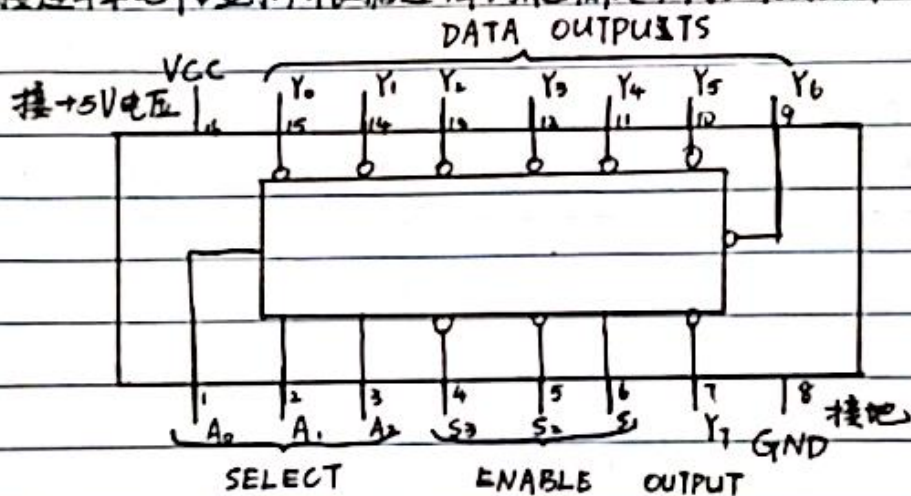 DATA OUTPUITS
VCC Y₀ Y₁ Y₂ Y₃ Y₄ Y₅ Y₆
接+5V电压
16 15 14 13 12 11 10 9
1 2 3 4 5 6 7 8 接地
A₀ A₁ A₂ S₃ S₂ S₁ Y₇ GND
SELECT ENABLE OUTPUT